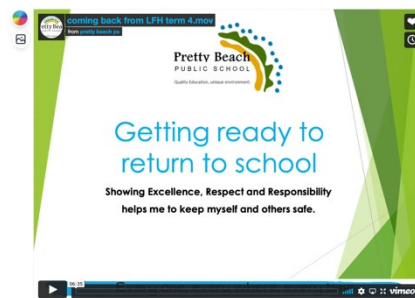 coming back from LFH term 4.mov
from pretty beach ps
Pretty Beach
PUBLIC SCHOOL
Quality Education, unique environment.
Getting ready to
return to school
Showing Excellence, Respect and Responsibility
helps me to keep myself and others safe.
06:35
vimeo